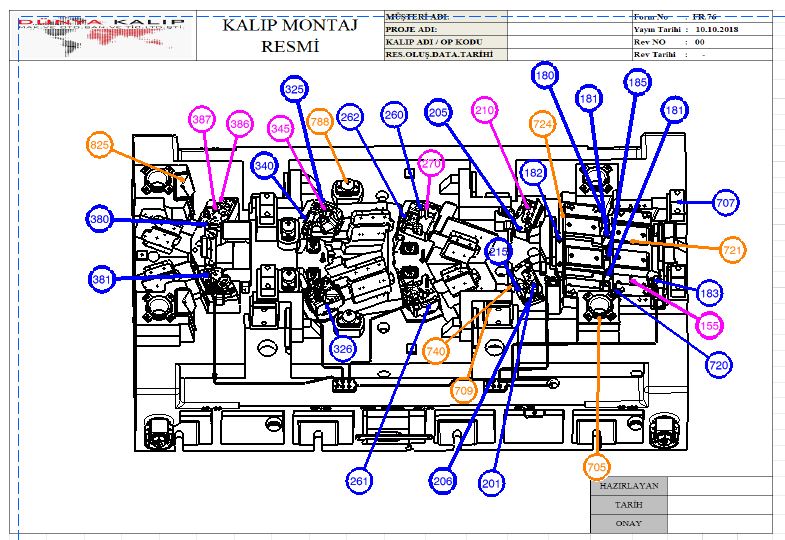 DÜNYA KALIP
MAK.VE OTO.SAN.VE TİC.LTD.ŞTİ.
KALIP MONTAJ
RESMİ
MÜŞTERİ ADI:
PROJE ADI:
KALIP ADI / OP KODU
RES.OLUŞ.DATA.TARİHİ
Form No : FR.76
Yayın Tarihi : 10.10.2018
Rev NO : 00
Rev Tarihi : -
180
185
325
181
181
262
260
205
210
387
386
345
788
724
825
340
270
182
380
707
215
721
381
183
155
326
740
720
709
705
261
206
201
HAZIRLAYAN
TARİH
ONAY